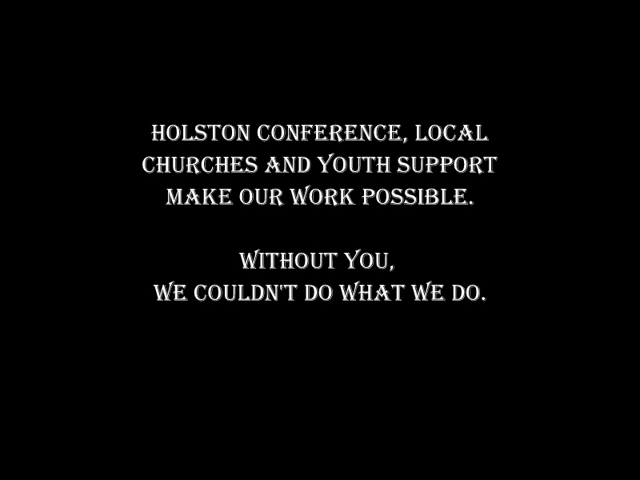 HOLSTON CONFERENCE, LOCAL
CHURCHES AND YOUTH SUPPORT
MAKE OUR WORK POSSIBLE.
WITHOUT YOU,
WE COULDN'T DO WHAT WE DO.